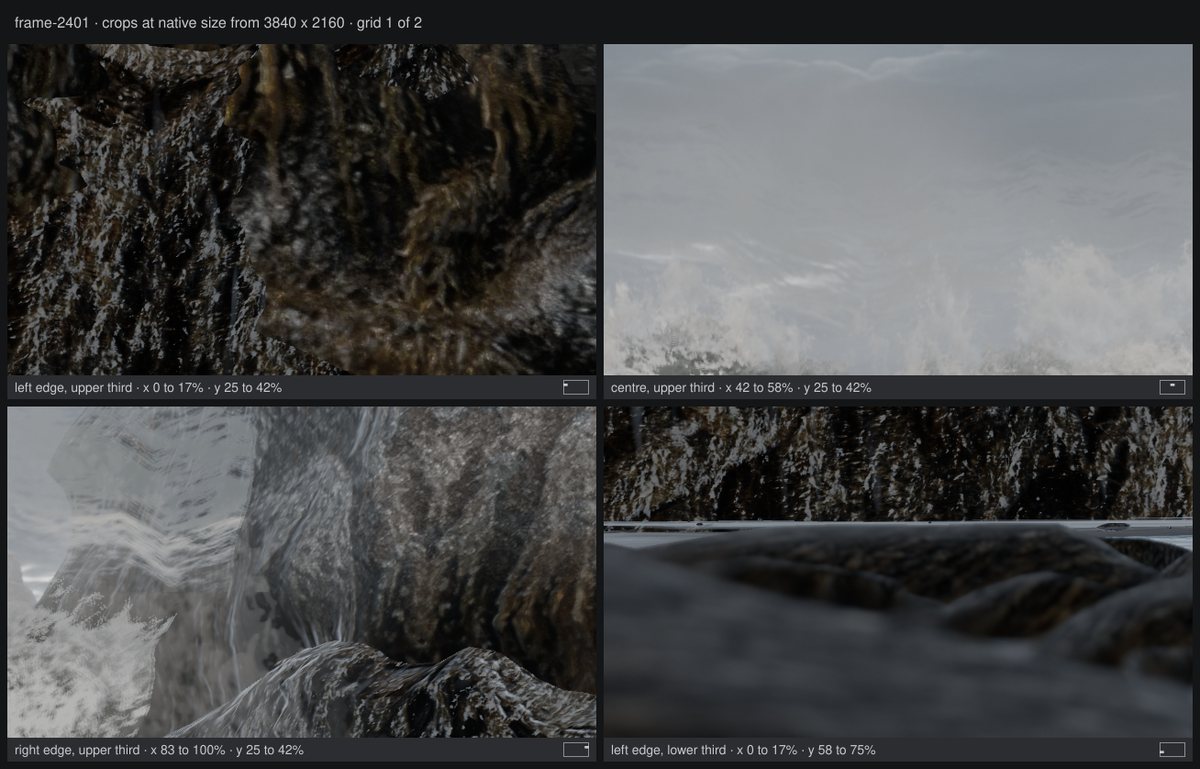 frame-2401 · crops at native size from 3840 x 2160 · grid 1 of 2
left edge, upper third · x 0 to 17% · y 25 to 42%
centre, upper third · x 42 to 58% · y 25 to 42%
right edge, upper third · x 83 to 100% · y 25 to 42%
left edge, lower third · x 0 to 17% · y 58 to 75%